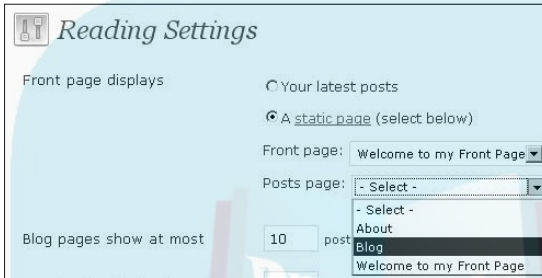 Reading Settings
Front page displays
Your latest posts
A static page (select below)
Front page: Welcome to my Front Page
Posts page: - Select -
- Select -
About
Blog pages show at most 10 post
Blog
Welcome to my Front Page